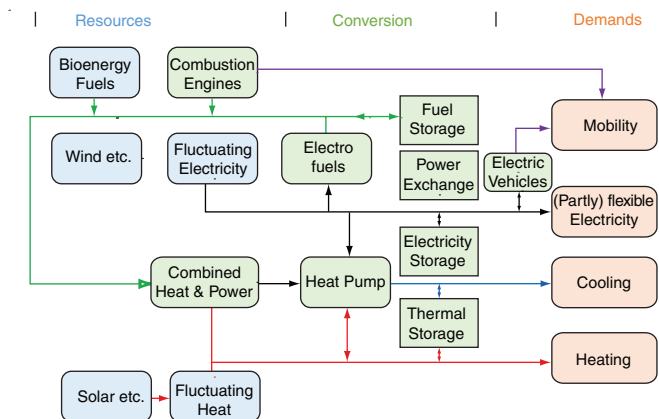 Resources
Conversion
Demands
Bioenergy
Fuels
Combustion
Engines
Fuel
Storage
Mobility
Wind etc.
Fluctuating
Electricity
Electro
fuels
Power
Exchange
Electric
Vehicles
(Partly) flexible
Electricity
Electricity
Storage
Combined
Heat & Power
Heat Pump
Cooling
Thermal
Storage
Heating
Solar etc.
Fluctuating
Heat